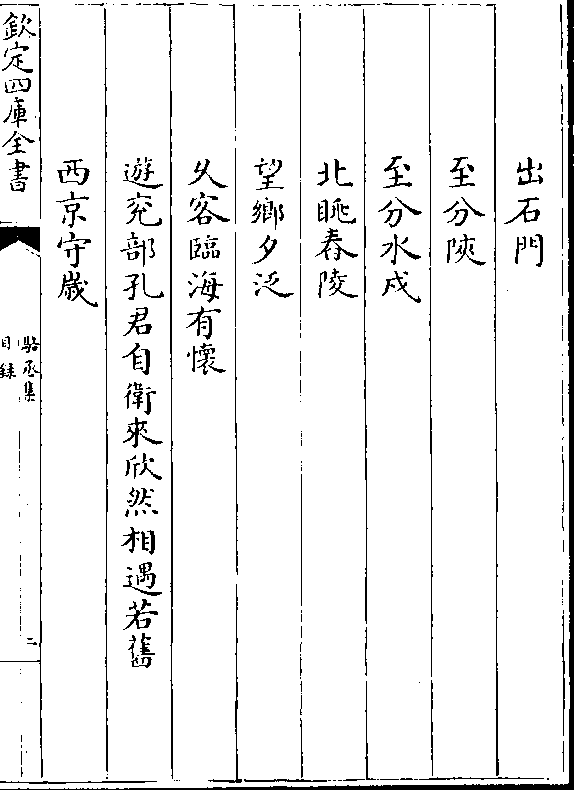 出石門
至分陜
至分水戍
北眺舂陵
望鄉夕泛
久客臨海有懷
遊兖部孔君自衛來欣然相遇若舊
西京守歲
欽定四庫全書
駱丞集
目錄
二